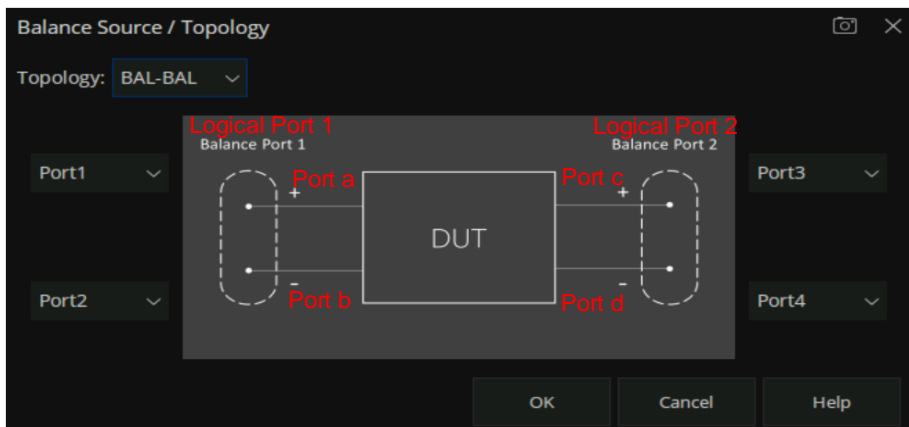 Balance Source / Topology
Topology: BAL-BAL
Logical Port 1
Logical Port 2
Balance Port 1
Balance Port 2
Port1
+
Port a
Port c
+
Port3
DUT
Port2
-
Port b
-
Port d
Port4
OK
Cancel
Help